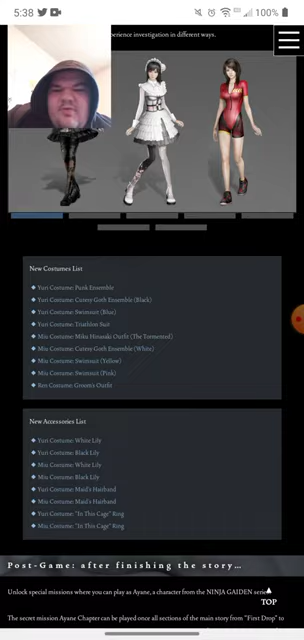 5:38
100%
experience investigation in different ways.
New Costumes List
Yuri Costume: Punk Ensemble
Yuri Costume: Cutesy Goth Ensemble (Black)
Yuri Costume: Swimsuit (Blue)
Yuri Costume: Triathlon Suit
Miu Costume: Miku Hinasaki Outfit (The Tormented)
Miu Costume: Cutesy Goth Ensemble (White)
Miu Costume: Swimsuit (Yellow)
Miu Costume: Swimsuit (Pink)
Ren Costume: Groom's Outfit
New Accessories List
Yuri Costume: White Lily
Yuri Costume: Black Lily
Miu Costume: White Lily
Miu Costume: Black Lily
Yuri Costume: Maid's Hairband
Miu Costume: Maid's Hairband
Yuri Costume: "In This Cage" Ring
Miu Costume: "In This Cage" Ring
Post-Game: after finishing the story...
Unlock special missions where you can play as Ayane, a character from the NINJA GAIDEN series.
TOP
The secret mission Ayane Chapter can be played once all sections of the main story from "First Drop" to